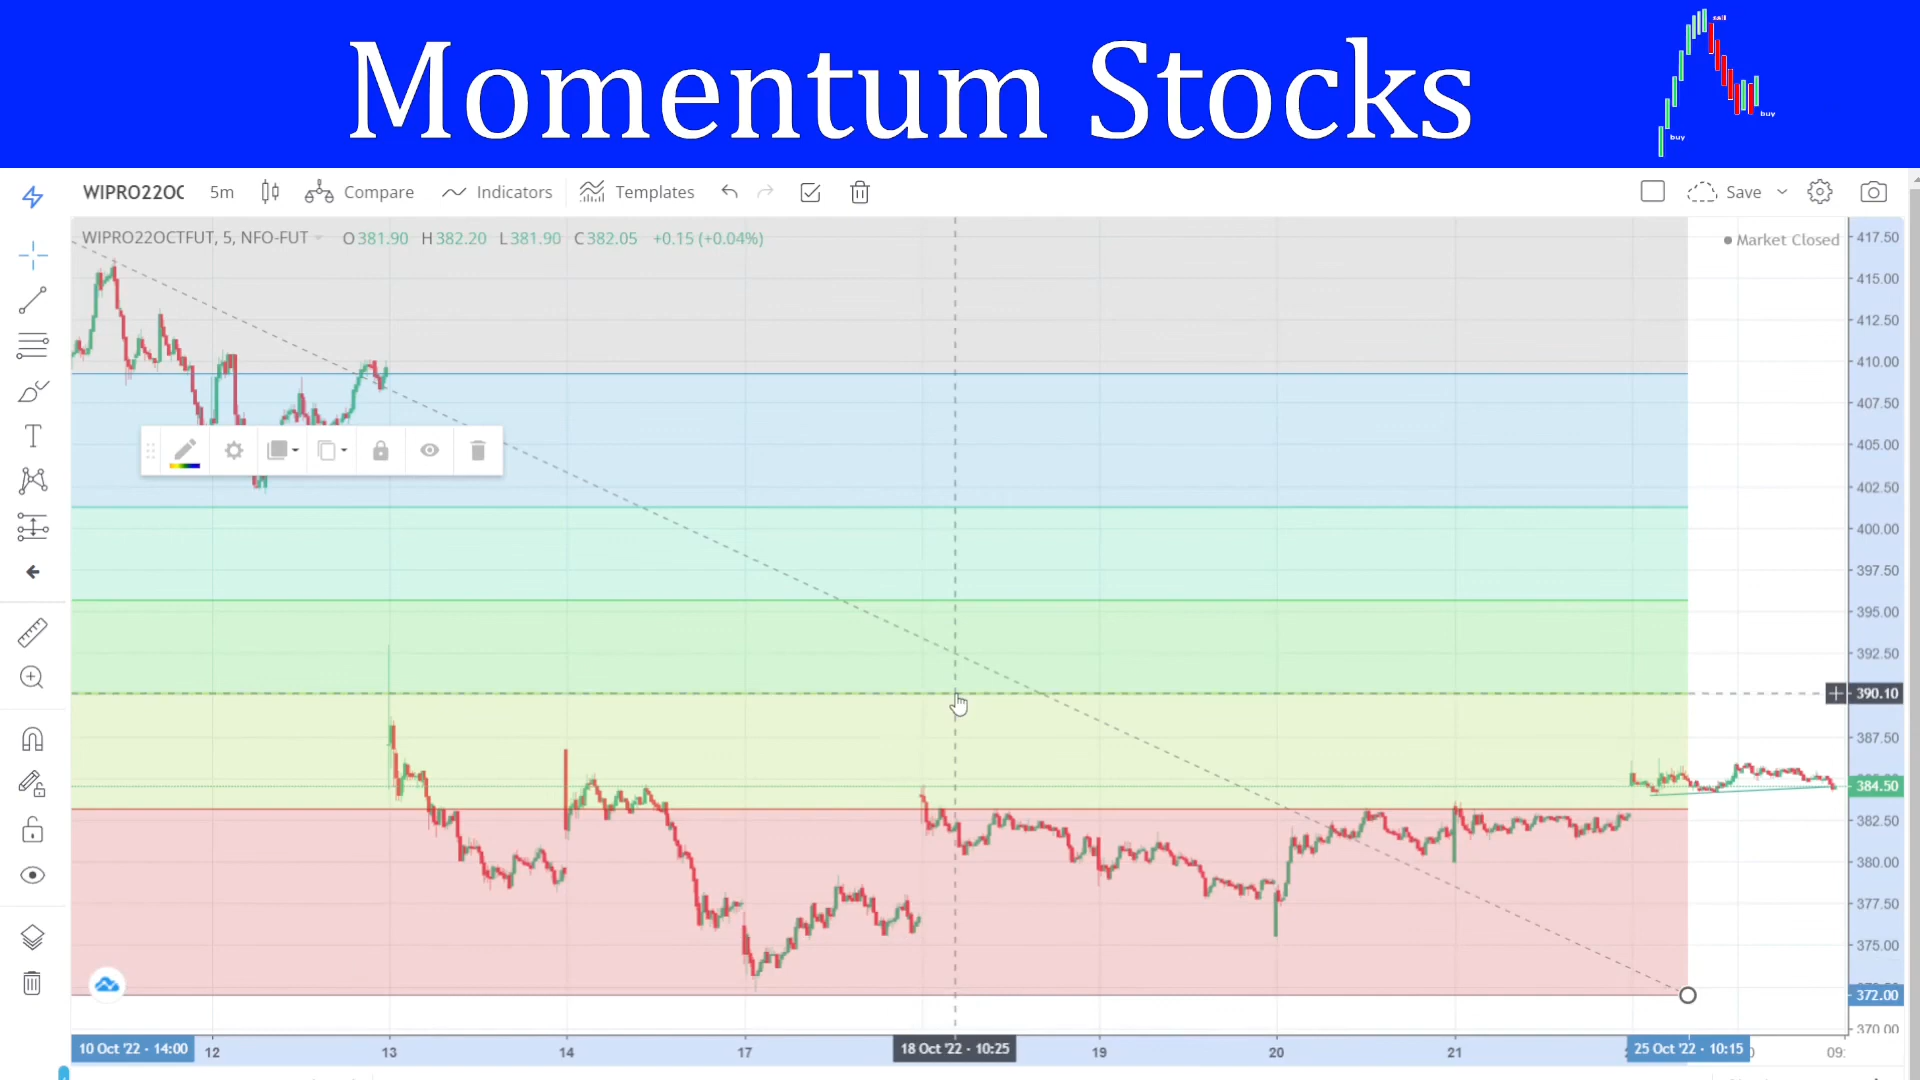 Momentum Stocks
sell
buy
buy
WIPRO22OC 5m Compare Indicators Templates Save
WIPRO22OCTFUT, 5, NFO-FUT O381.90 H382.20 L381.90 C382.05 +0.15 (+0.04%)
Market Closed
417.50
415.00
412.50
410.00
407.50
405.00
402.50
400.00
397.50
395.00
392.50
390.10
387.50
384.50
382.50
380.00
377.50
375.00
372.00
370.00
10 Oct '22 - 14:00 12 13 14 17 18 Oct '22 - 10:25 19 20 21 25 Oct '22 - 10:15 09: